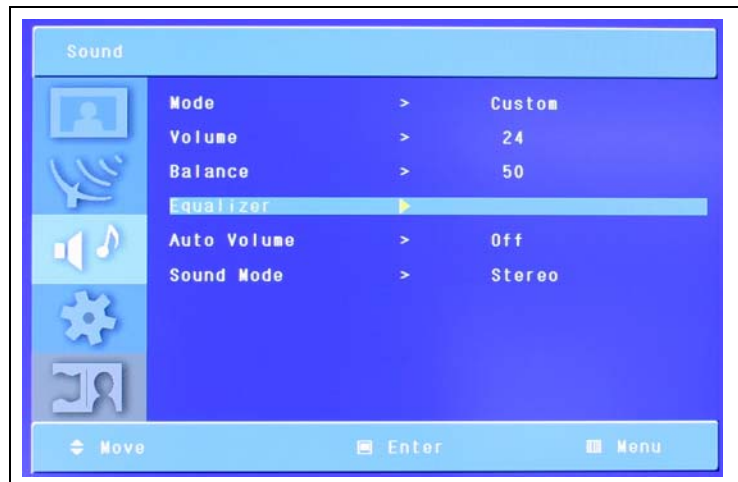 Sound
Mode > Custom
Volume > 24
Balance > 50
Equalizer
Auto Volume > Off
Sound Mode > Stereo
Move Enter Menu